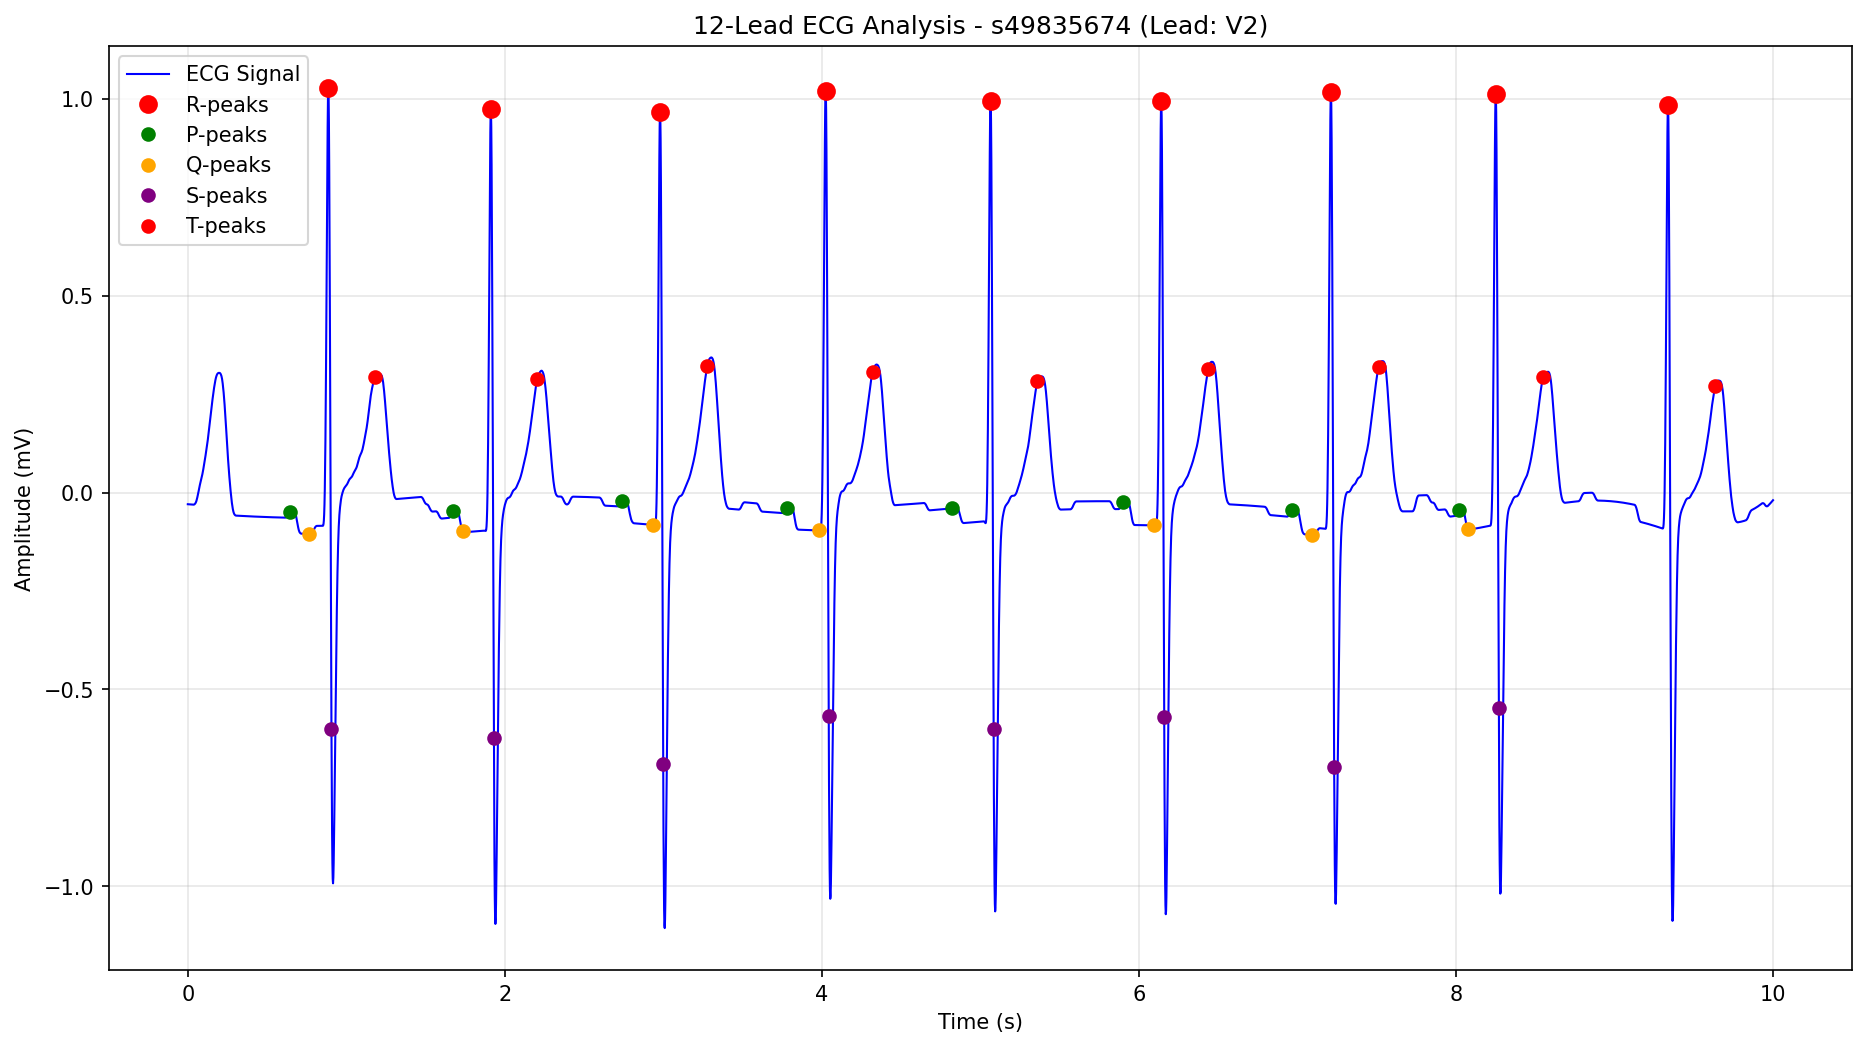 12-Lead ECG Analysis - s49835674 (Lead: V2)
ECG Signal
R-peaks
P-peaks
Q-peaks
S-peaks
T-peaks
Amplitude (mV)
1.0
0.5
0.0
−0.5
−1.0
0 2 4 6 8 10
Time (s)